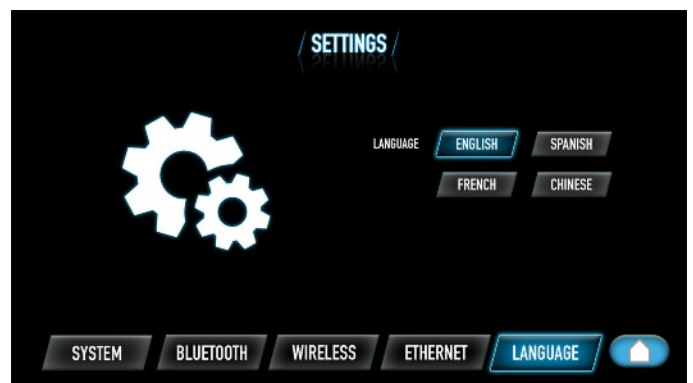 SETTINGS
LANGUAGE ENGLISH SPANISH
FRENCH CHINESE
SYSTEM BLUETOOTH WIRELESS ETHERNET LANGUAGE